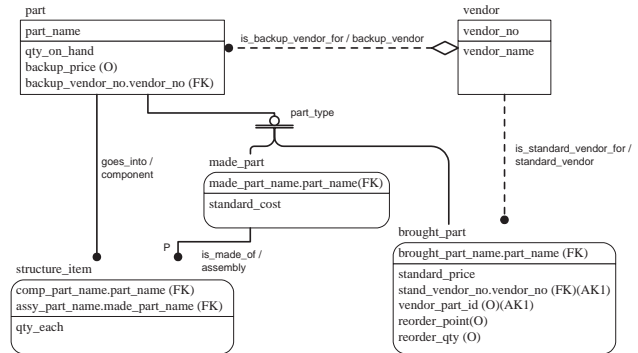 part
vendor
part_name
qty_on_hand
backup_price (O)
backup_vendor_no.vendor_no (FK)
is_backup_vendor_for / backup_vendor
vendor_no
vendor_name
part_type
goes_into /
component
is_standard_vendor_for /
standard_vendor
made_part
made_part_name.part_name(FK)
standard_cost
P
is_made_of /
assembly
brought_part
brought_part_name.part_name (FK)
standard_price
stand_vendor_no.vendor_no (FK)(AK1)
vendor_part_id (O)(AK1)
reorder_point(O)
reorder_qty (O)
structure_item
comp_part_name.part_name (FK)
assy_part_name.made_part_name (FK)
qty_each